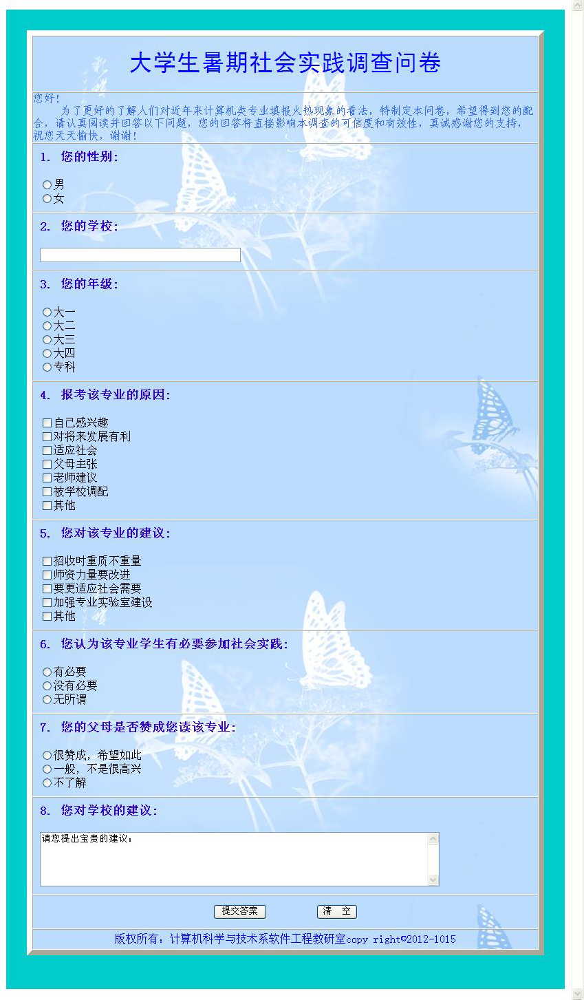 大学生暑期社会实践调查问卷
您好!
为了更好的了解人们对近年来计算机类专业填报火热现象的看法，特制定本问卷，希望得到您的配
合，请认真阅读并回答以下问题，您的回答将直接影响本调查的可信度和有效性，真诚感谢您的支持，
祝您天天愉快，谢谢!
1. 您的性别:
男
女
2. 您的学校:
3. 您的年级:
大一
大二
大三
大四
专科
4. 报考该专业的原因:
自己感兴趣
对将来发展有利
适应社会
父母主张
老师建议
被学校调配
其他
5. 您对该专业的建议:
招收时重质不重量
师资力量要改进
要更适应社会需要
加强专业实验室建设
其他
6. 您认为该专业学生有必要参加社会实践:
有必要
没有必要
无所谓
7. 您的父母是否赞成您读该专业:
很赞成，希望如此
一般，不是很高兴
不了解
8. 您对学校的建议:
请您提出宝贵的建议:
提交答案 清 空
版权所有：计算机科学与技术系软件工程教研室copy right©2012-1015